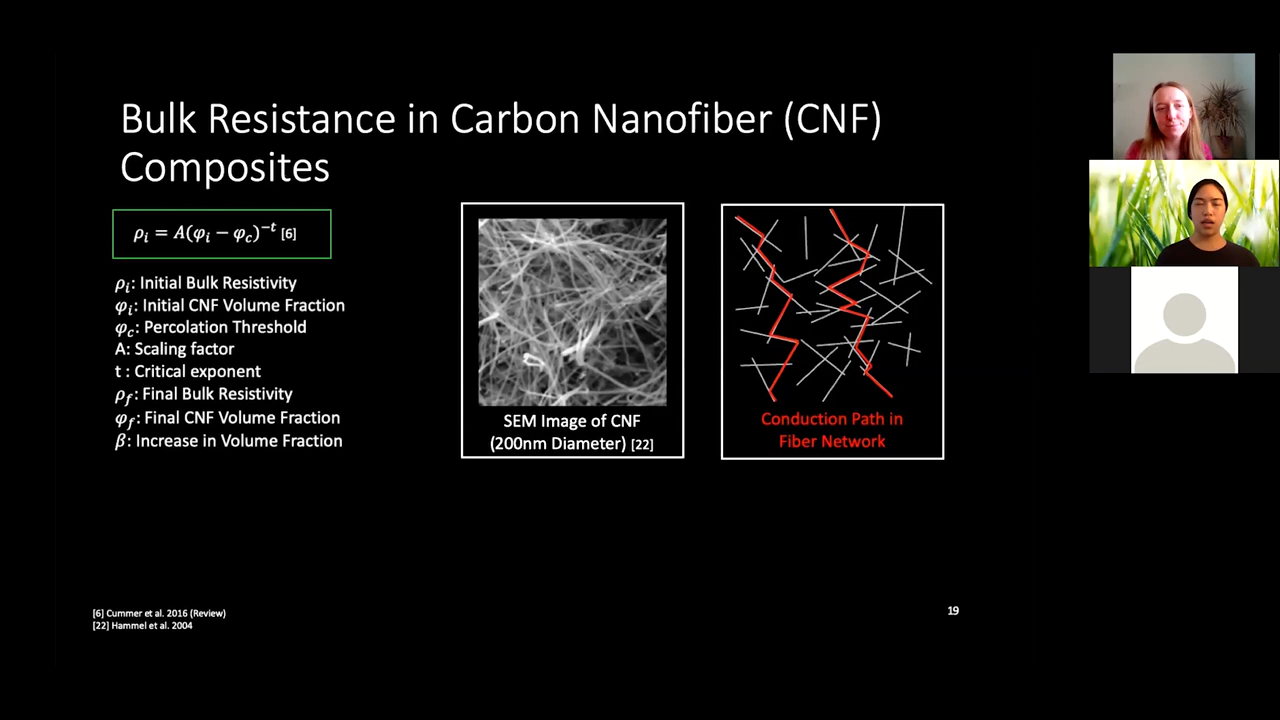 Bulk Resistance in Carbon Nanofiber (CNF)
Composites
ρᵢ = A(φᵢ − φ_c)^−t [6]
ρᵢ: Initial Bulk Resistivity
φᵢ: Initial CNF Volume Fraction
φ_c: Percolation Threshold
A: Scaling factor
t : Critical exponent
ρ_f: Final Bulk Resistivity
φ_f: Final CNF Volume Fraction
β: Increase in Volume Fraction
SEM Image of CNF
(200nm Diameter) [22]
Conduction Path in
Fiber Network
[6] Cummer et al. 2016 (Review)
[22] Hammel et al. 2004
19